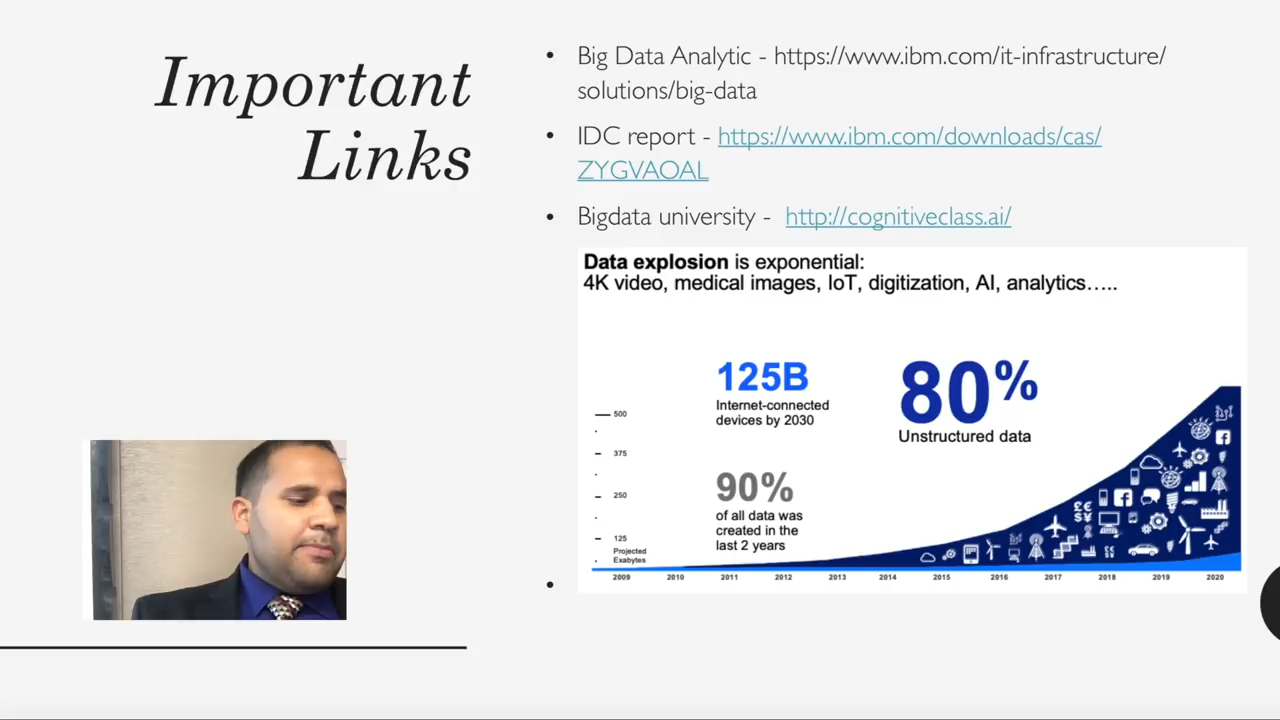 Important
Links
• Big Data Analytic - https://www.ibm.com/it-infrastructure/
solutions/big-data
• IDC report - https://www.ibm.com/downloads/cas/
ZYGVAOAL
• Bigdata university - http://cognitiveclass.ai/
Data explosion is exponential:
4K video, medical images, IoT, digitization, AI, analytics…..
125B
Internet-connected
devices by 2030
80%
Unstructured data
90%
of all data was
created in the
last 2 years
500
375
250
125
Projected
Exabytes
2009 2010 2011 2012 2013 2014 2015 2016 2017 2018 2019 2020
•